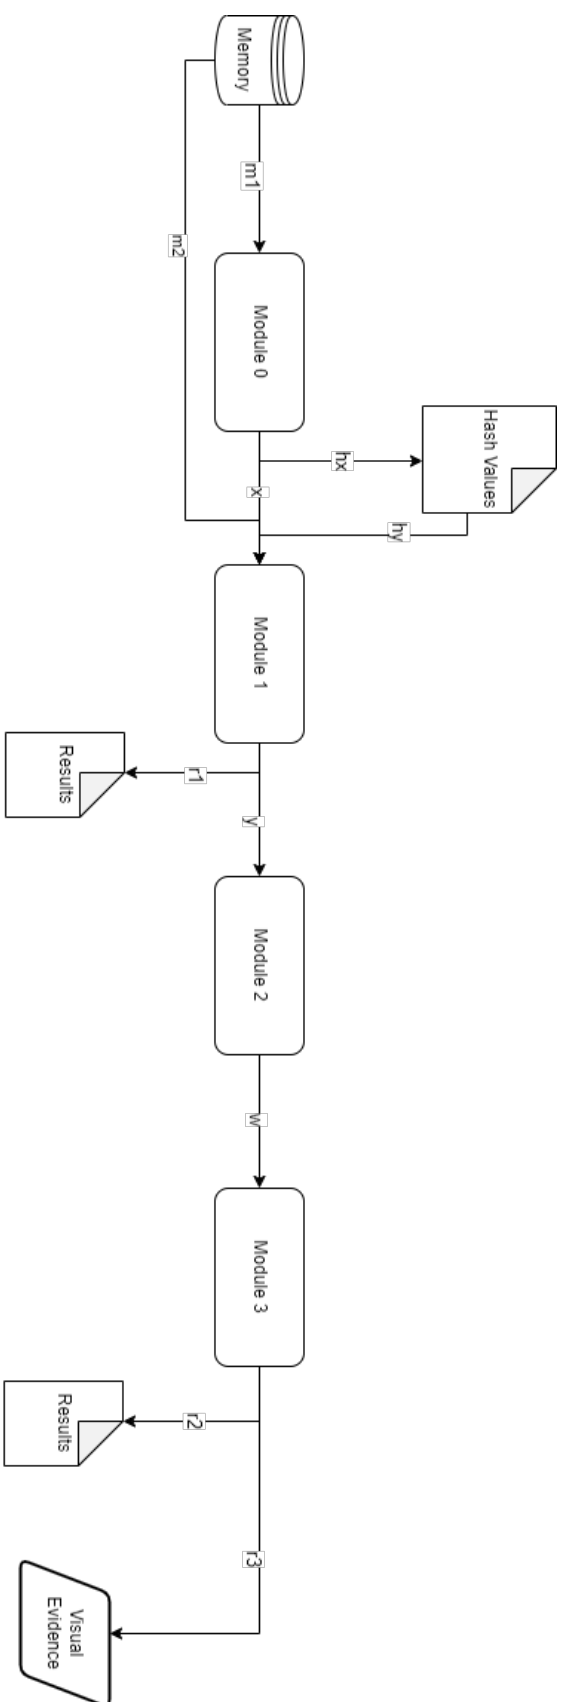 Memory
m1
m2
Module 0
hx
Hash Values
x
hy
Module 1
r1
Results
y
Module 2
w
Module 3
r2
Results
r3
Visual
Evidence